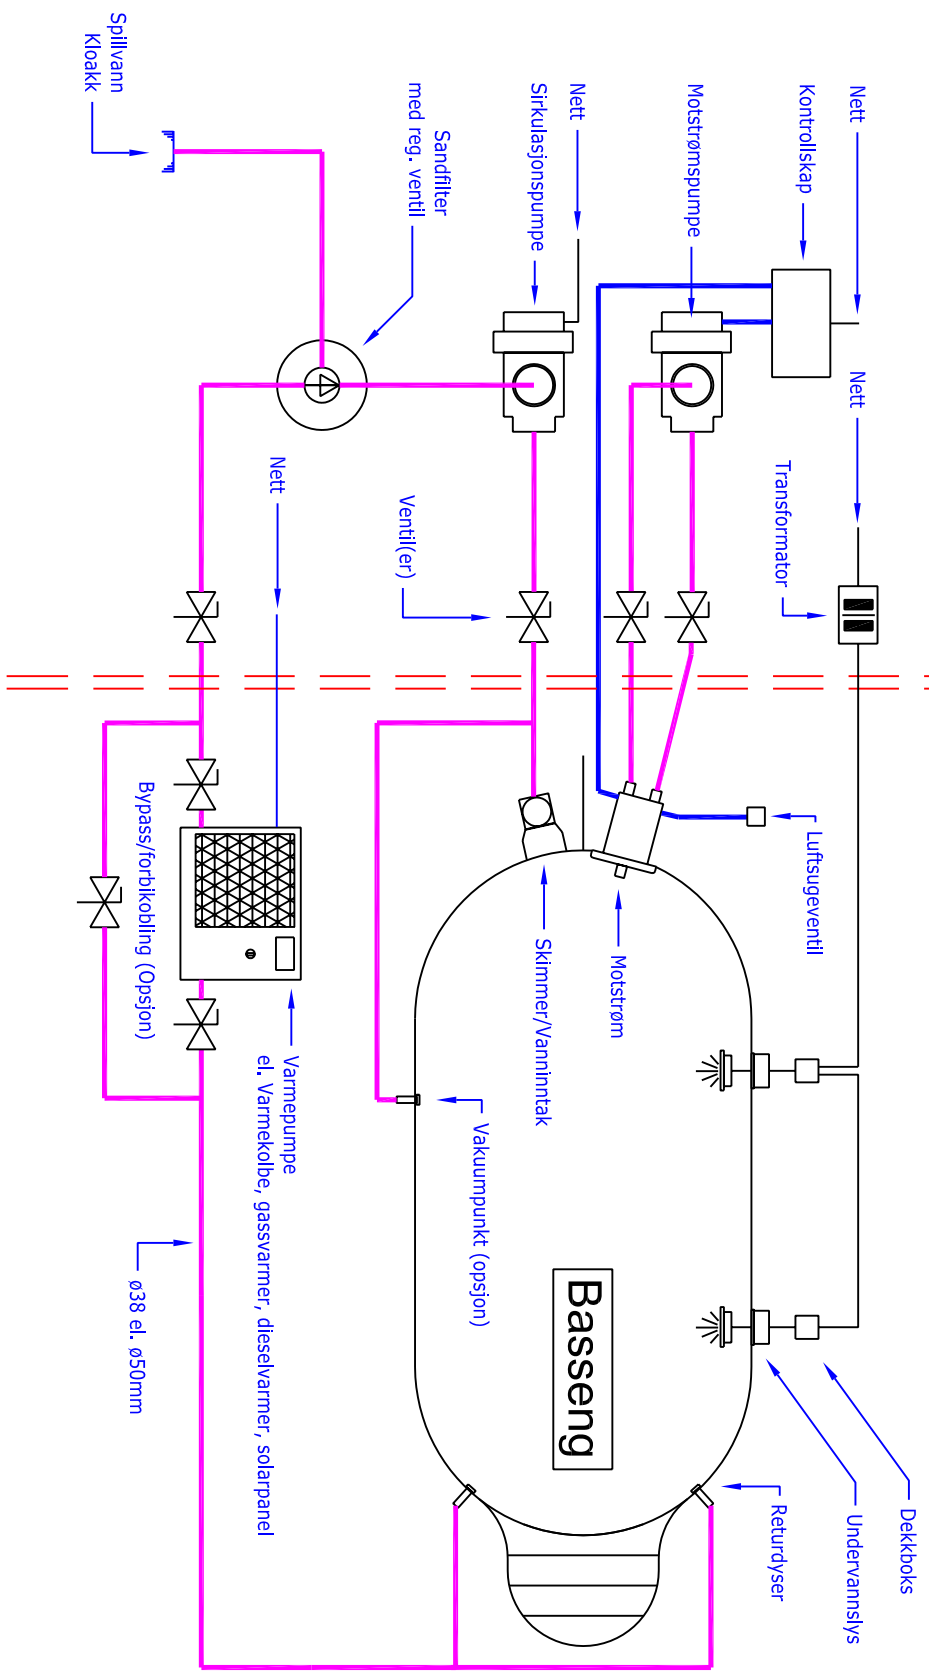 Nett
Kontrollskap
Motstrømspumpe
Nett
Sirkulasjonspumpe
Sandfilter
med reg. ventil
Spillvann
Kloakk
Nett
Transformator
Ventil(er)
Nett
Luftsugeventil
Motstrøm
Skimmer/Vanninntak
Vakuumpunkt (opsjon)
Bypass/forbikobling (Opsjon)
Varmepumpe
el. Varmekolbe, gassvarmer, dieselvarmer, solarpanel
ø38 el. ø50mm
Basseng
Dekkboks
Undervannslys
Returdyser